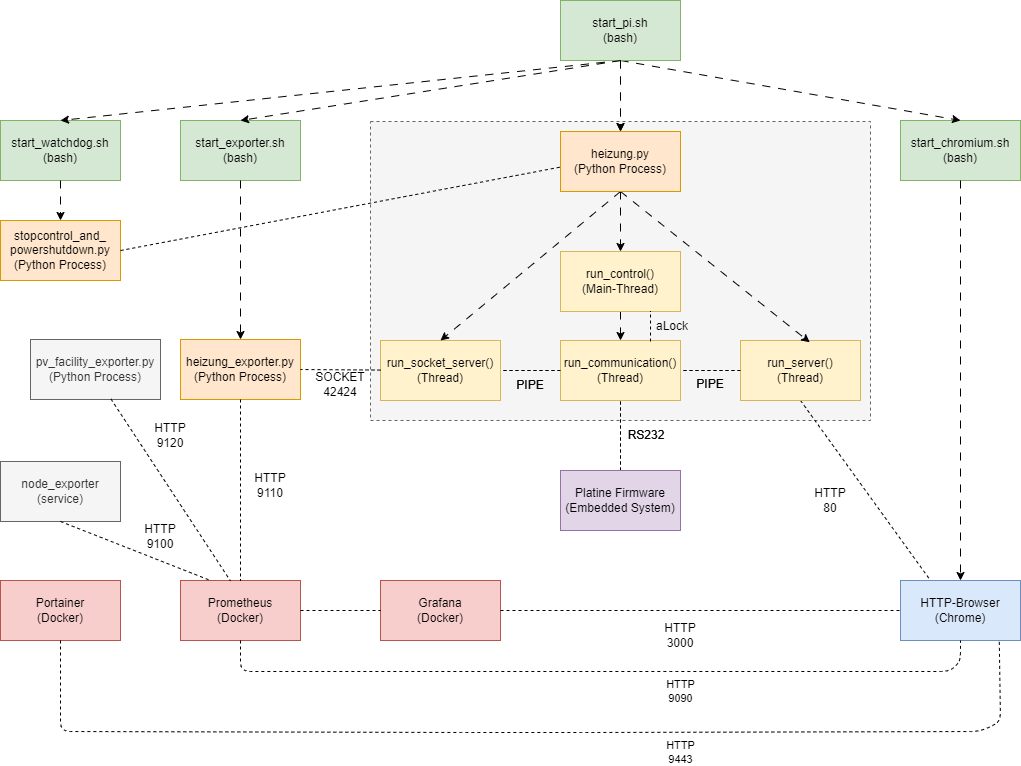 start_pi.sh
(bash)
start_watchdog.sh
(bash)
start_exporter.sh
(bash)
heizung.py
(Python Process)
start_chromium.sh
(bash)
stopcontrol_and_
powershutdown.py
(Python Process)
run_control()
(Main-Thread)
aLock
pv_facility_exporter.py
(Python Process)
heizung_exporter.py
(Python Process)
SOCKET
42424
run_socket_server()
(Thread)
PIPE
run_communication()
(Thread)
PIPE
run_server()
(Thread)
HTTP
9120
RS232
node_exporter
(service)
HTTP
9110
Platine Firmware
(Embedded System)
HTTP
80
HTTP
9100
Portainer
(Docker)
Prometheus
(Docker)
Grafana
(Docker)
HTTP-Browser
(Chrome)
HTTP
3000
HTTP
9090
HTTP
9443